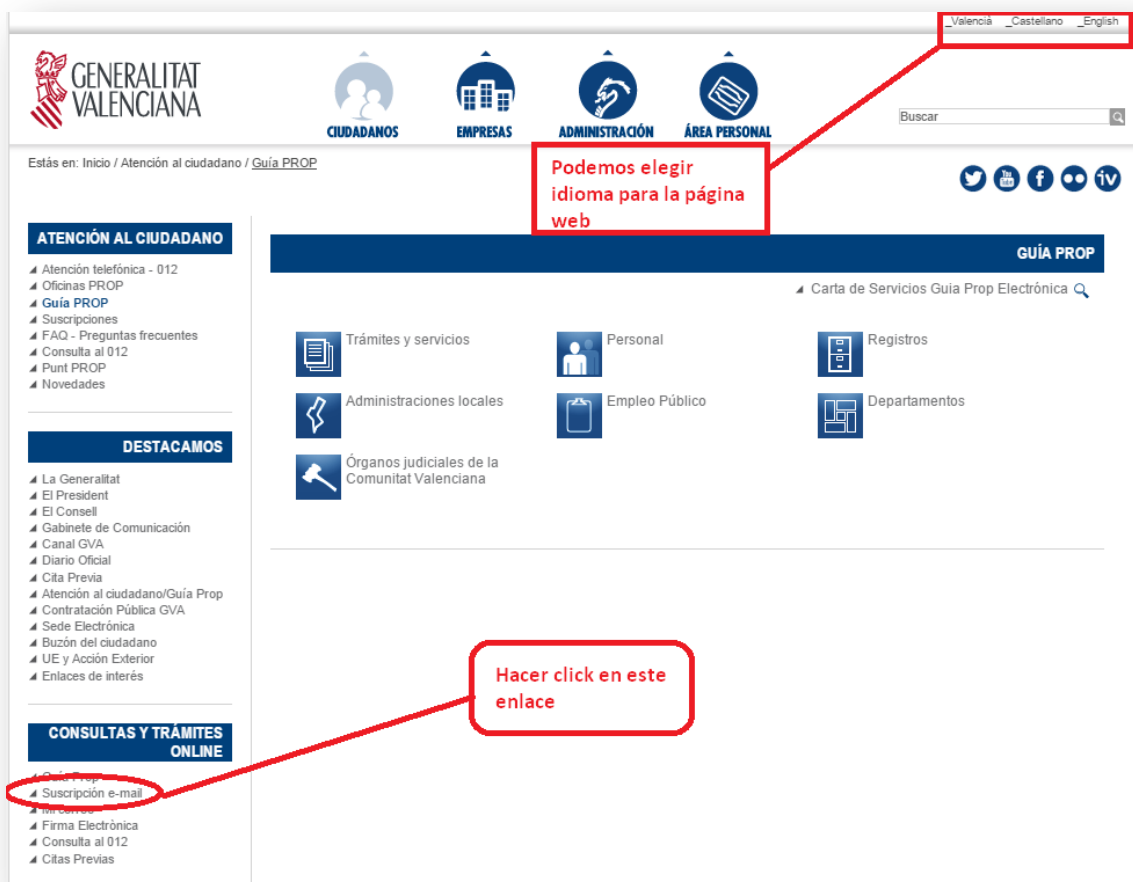 _Valencià _Castellano _English
GENERALITAT
VALENCIANA
CIUDADANOS
EMPRESAS
ADMINISTRACIÓN
ÁREA PERSONAL
Buscar
Estás en: Inicio / Atención al ciudadano / Guía PROP
Podemos elegir
idioma para la página
web
ATENCIÓN AL CIUDADANO
Atención telefónica - 012
Oficinas PROP
Guía PROP
Suscripciones
FAQ - Preguntas frecuentes
Consulta al 012
Punt PROP
Novedades
GUÍA PROP
Carta de Servicios Guia Prop Electrónica
Trámites y servicios
Personal
Registros
Administraciones locales
Empleo Público
Departamentos
Órganos judiciales de la
Comunitat Valenciana
DESTACAMOS
La Generalitat
El President
El Consell
Gabinete de Comunicación
Canal GVA
Diario Oficial
Cita Previa
Atención al ciudadano/Guía Prop
Contratación Pública GVA
Sede Electrónica
Buzón del ciudadano
UE y Acción Exterior
Enlaces de interés
Hacer click en este
enlace
CONSULTAS Y TRÁMITES
ONLINE
Guía Prop
Suscripción e-mail
Mi correo
Firma Electrònica
Consulta al 012
Citas Previas